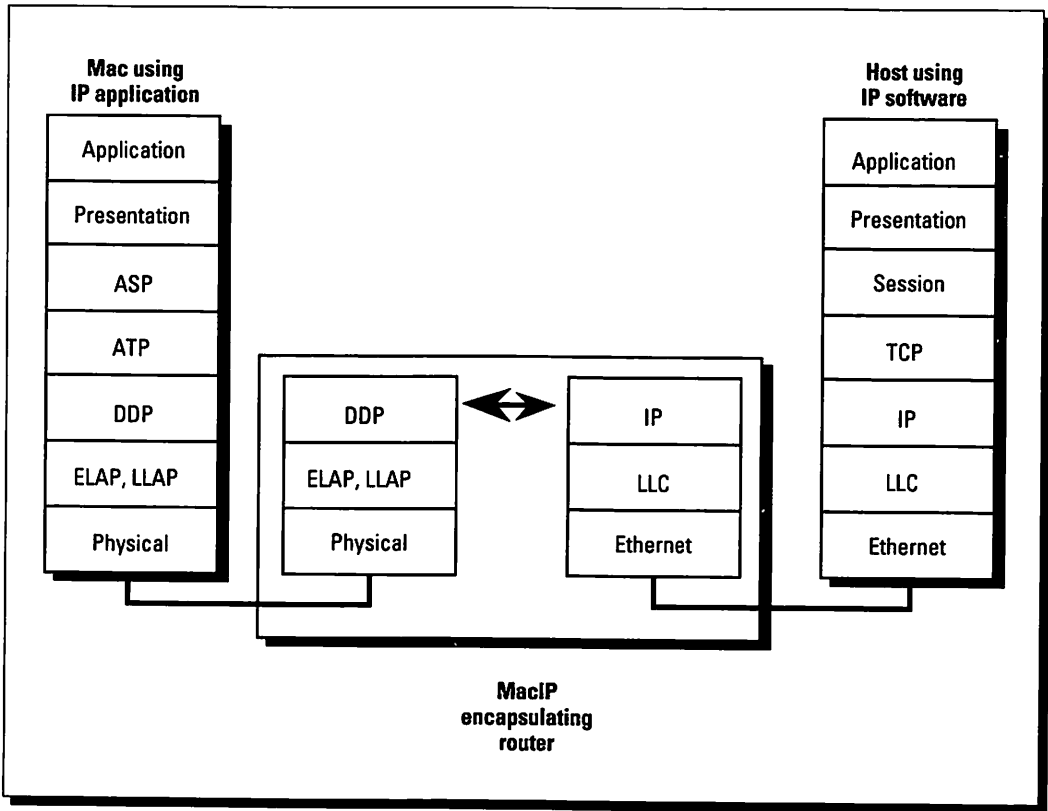 Mac using
IP application
Application
Presentation
ASP
ATP
DDP
ELAP, LLAP
Physical
DDP
ELAP, LLAP
Physical
IP
LLC
Ethernet
MacIP
encapsulating
router
Host using
IP software
Application
Presentation
Session
TCP
IP
LLC
Ethernet